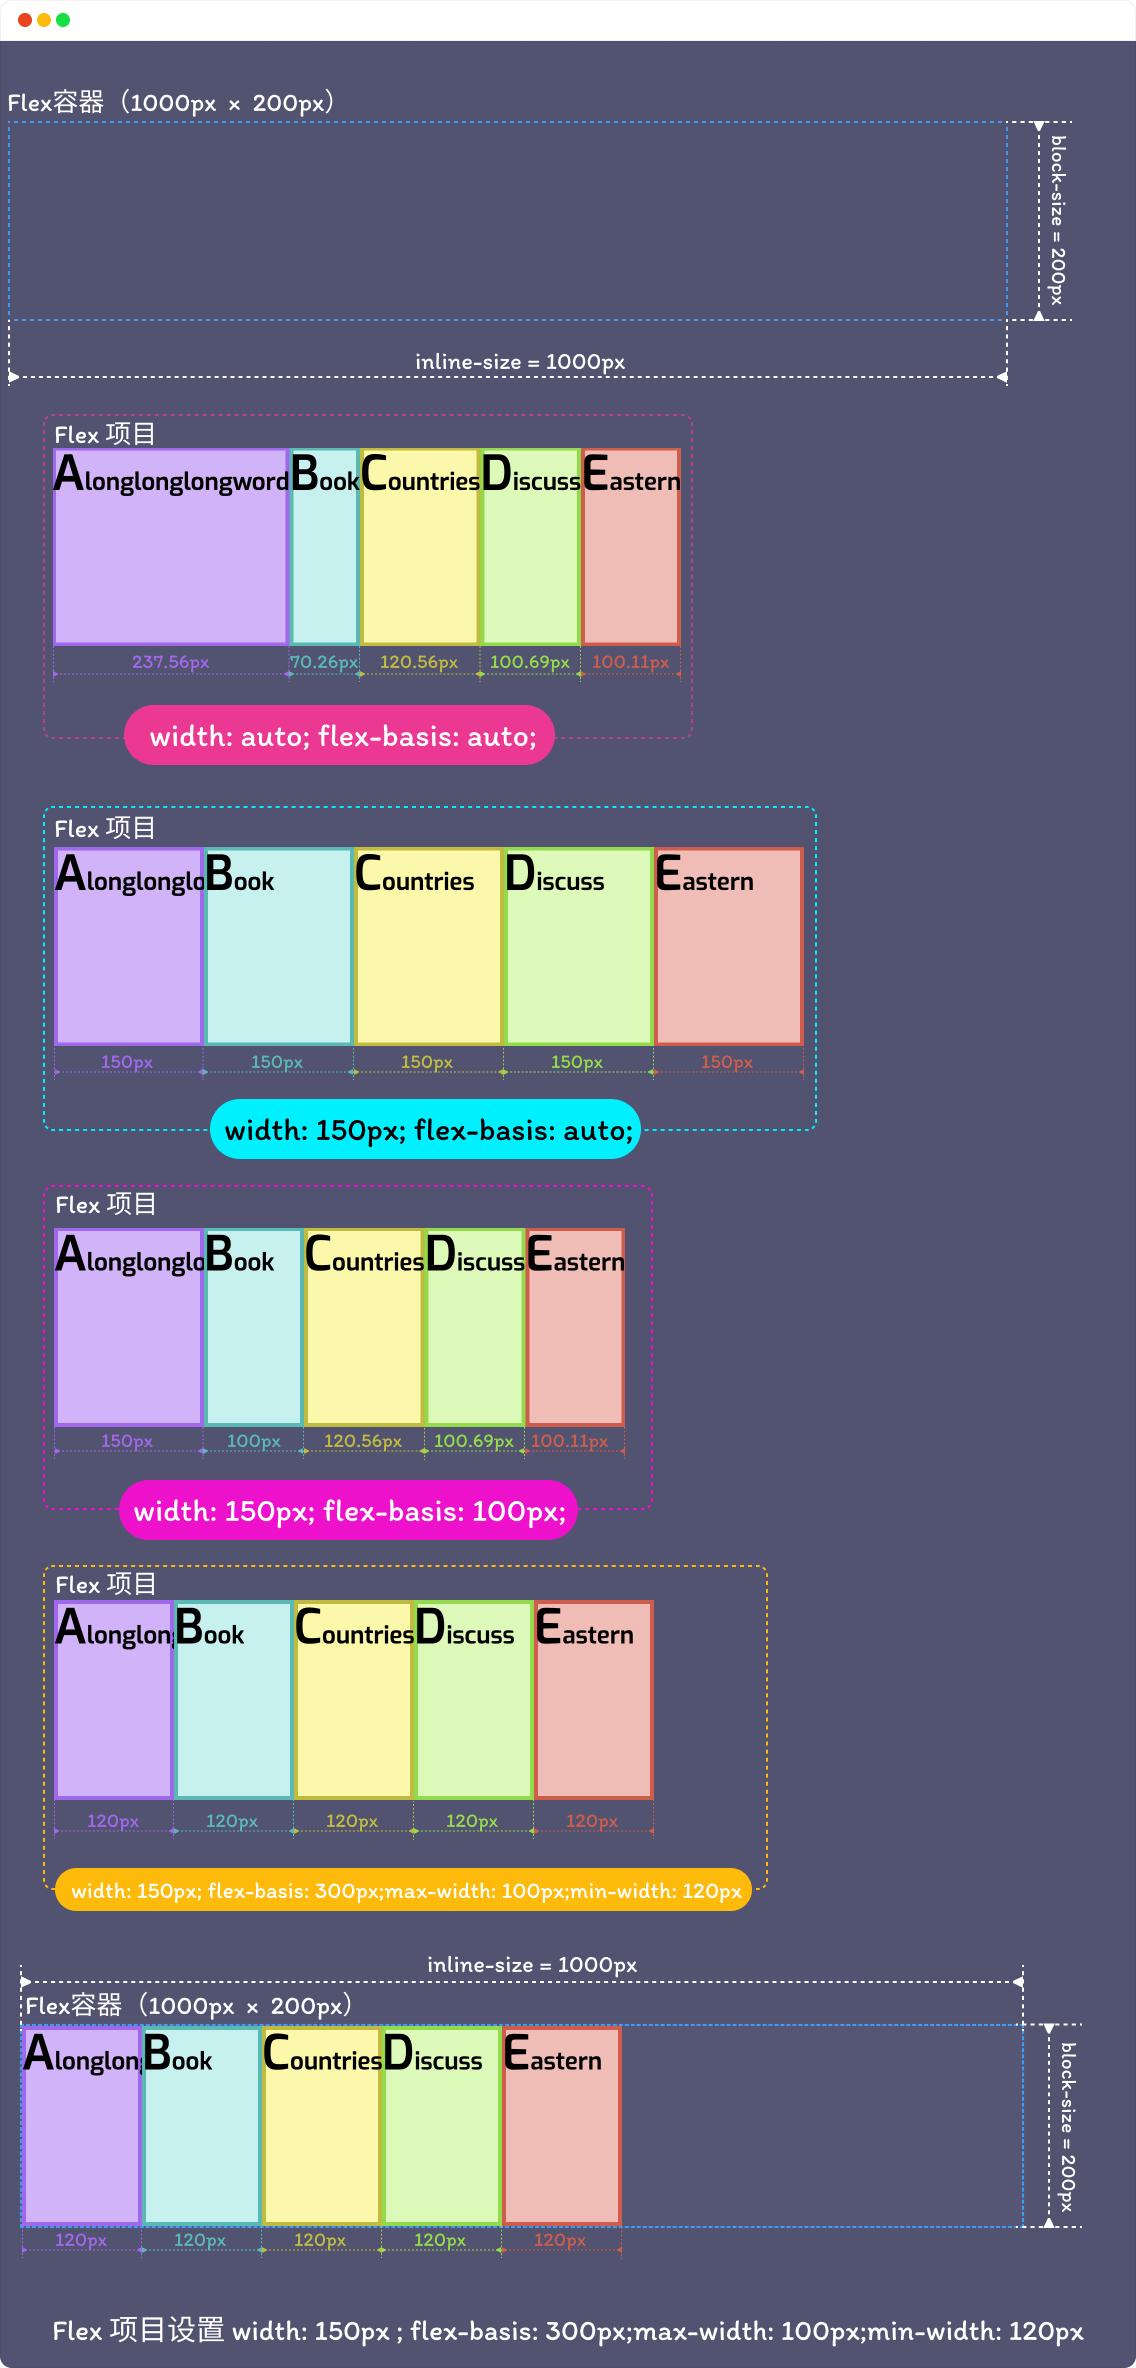 Flex容器（1000px × 200px）
block-size = 200px
inline-size = 1000px
Flex 项目
Alonglonglongword Book Countries Discuss Eastern
237.56px 70.26px 120.56px 100.69px 100.11px
width: auto; flex-basis: auto;
Flex 项目
Alonglonglo Book Countries Discuss Eastern
150px 150px 150px 150px 150px
width: 150px; flex-basis: auto;
Flex 项目
Alonglonglo Book Countries Discuss Eastern
150px 100px 120.56px 100.69px 100.11px
width: 150px; flex-basis: 100px;
Flex 项目
Alonglong Book Countries Discuss Eastern
120px 120px 120px 120px 120px
width: 150px; flex-basis: 300px;max-width: 100px;min-width: 120px
inline-size = 1000px
Flex容器（1000px × 200px）
Alonglong Book Countries Discuss Eastern
block-size = 200px
120px 120px 120px 120px 120px
Flex 项目设置 width: 150px ; flex-basis: 300px;max-width: 100px;min-width: 120px